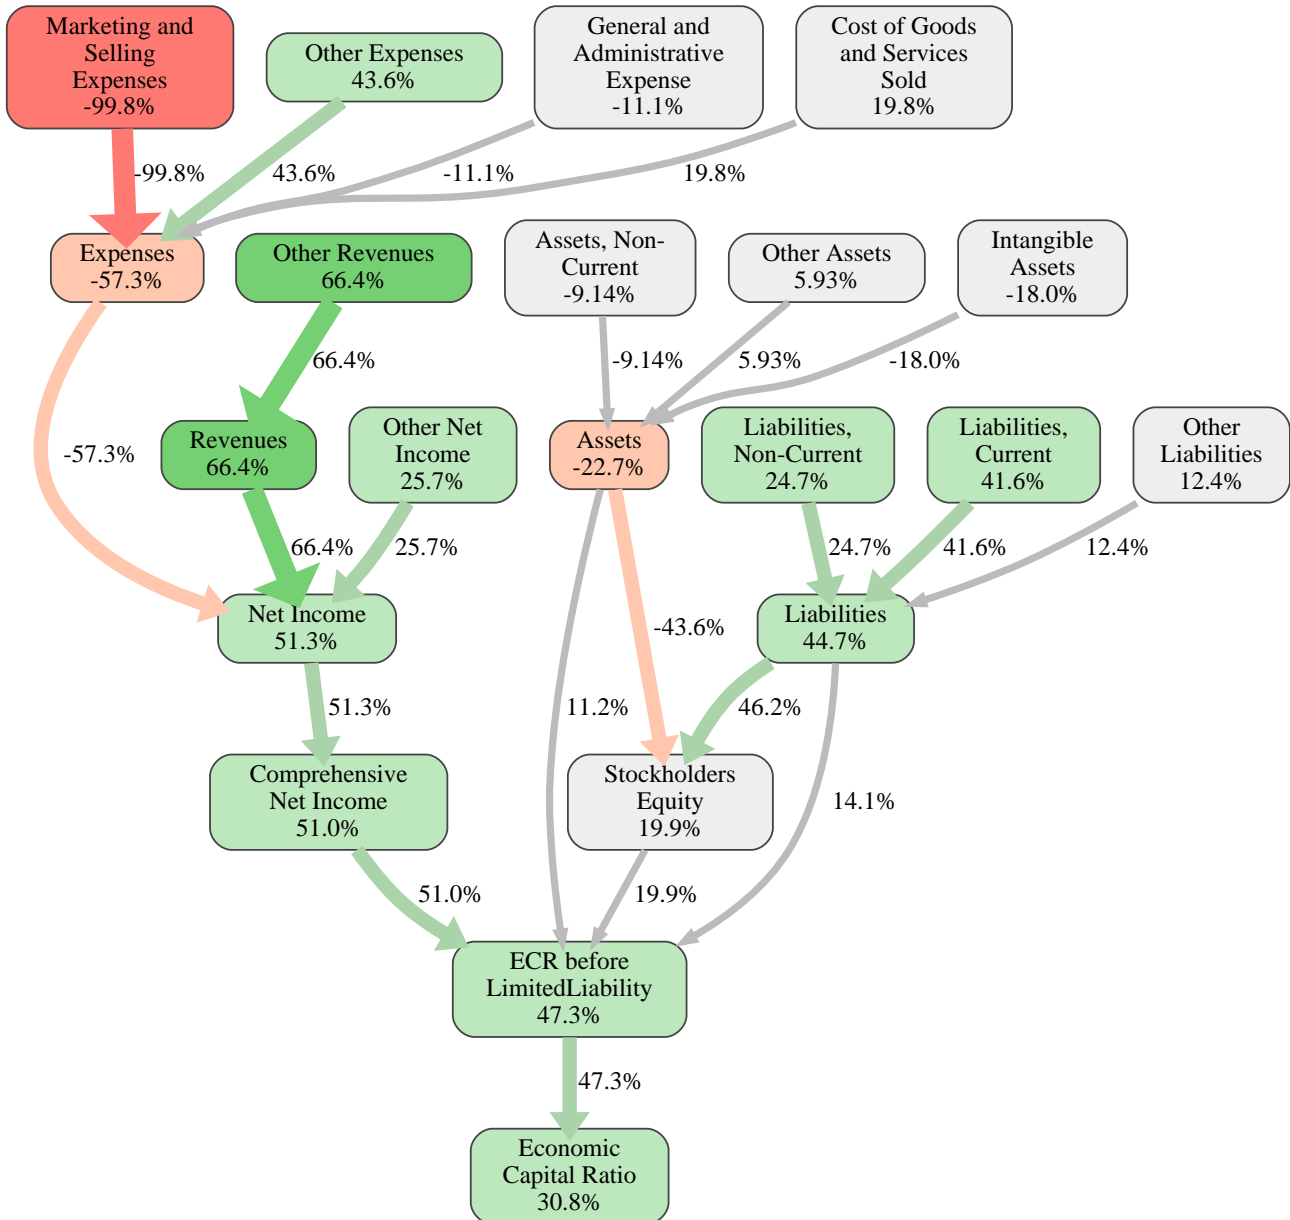 Marketing and
Selling
Expenses
-99.8%
Other Expenses
43.6%
General and
Administrative
Expense
-11.1%
Cost of Goods
and Services
Sold
19.8%
-99.8%
43.6%
-11.1%
19.8%
Expenses
-57.3%
Other Revenues
66.4%
Assets, Non-
Current
-9.14%
Other Assets
5.93%
Intangible
Assets
-18.0%
66.4%
-9.14%
5.93%
-18.0%
-57.3%
Revenues
66.4%
Other Net
Income
25.7%
Assets
-22.7%
Liabilities,
Non-Current
24.7%
Liabilities,
Current
41.6%
Other
Liabilities
12.4%
66.4%
25.7%
24.7%
41.6%
12.4%
Net Income
51.3%
-43.6%
Liabilities
44.7%
51.3%
11.2%
46.2%
Comprehensive
Net Income
51.0%
Stockholders
Equity
19.9%
14.1%
51.0%
19.9%
ECR before
LimitedLiability
47.3%
47.3%
Economic
Capital Ratio
30.8%